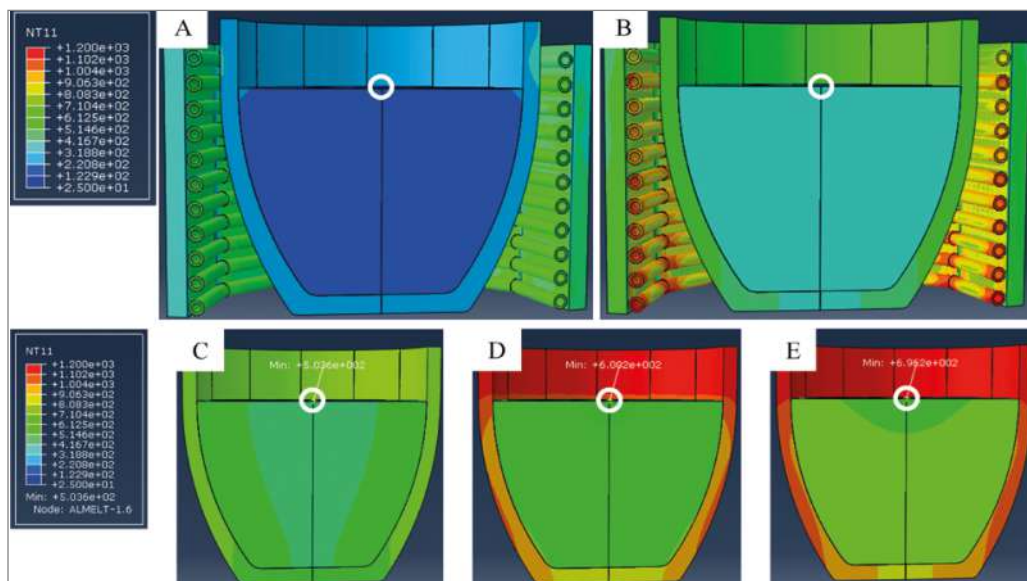 NT11
+1.200e+03
+1.102e+03
+1.004e+03
+9.063e+02
+8.083e+02
+7.104e+02
+6.125e+02
+5.146e+02
+4.167e+02
+3.188e+02
+2.208e+02
+1.229e+02
+2.500e+01
A
B
NT11
+1.200e+03
+1.102e+03
+1.004e+03
+9.063e+02
+8.083e+02
+7.104e+02
+6.125e+02
+5.146e+02
+4.167e+02
+3.188e+02
+2.208e+02
+1.229e+02
+2.500e+01
Min: +5.036e+02
Node: ALMELT-1.6
C
Min: +5.036e+002
D
Min: +6.092e+002
E
Min: +6.962e+002